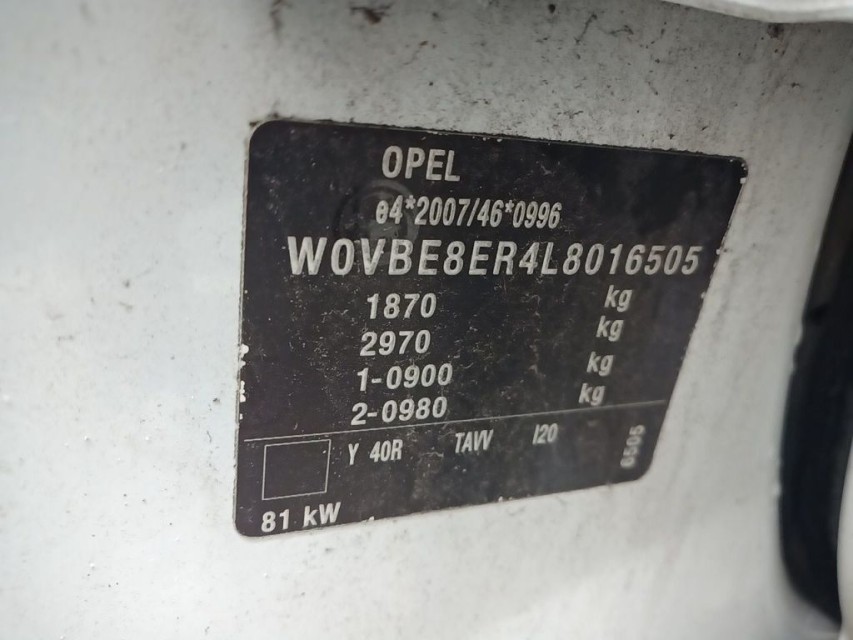 OPEL
e4*2007/46*0996
W0VBE8ER4L8016505
1870 kg
2970 kg
1-0900 kg
2-0980 kg
Y 40R TAVV I20
6505
81 kW